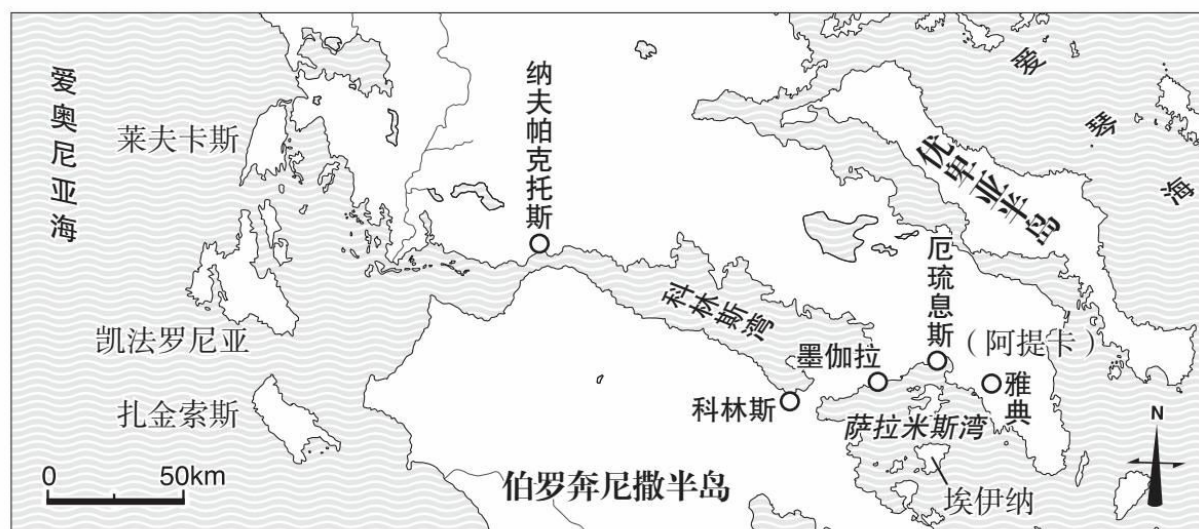 爱奥尼亚海
莱夫卡斯
凯法罗尼亚
扎金索斯
0 50km
纳夫帕克托斯
科林斯湾
科林斯
墨伽拉
厄琉息斯
（阿提卡）
雅典
萨拉米斯湾
埃伊纳
伯罗奔尼撒半岛
优卑亚半岛
爱琴海
N